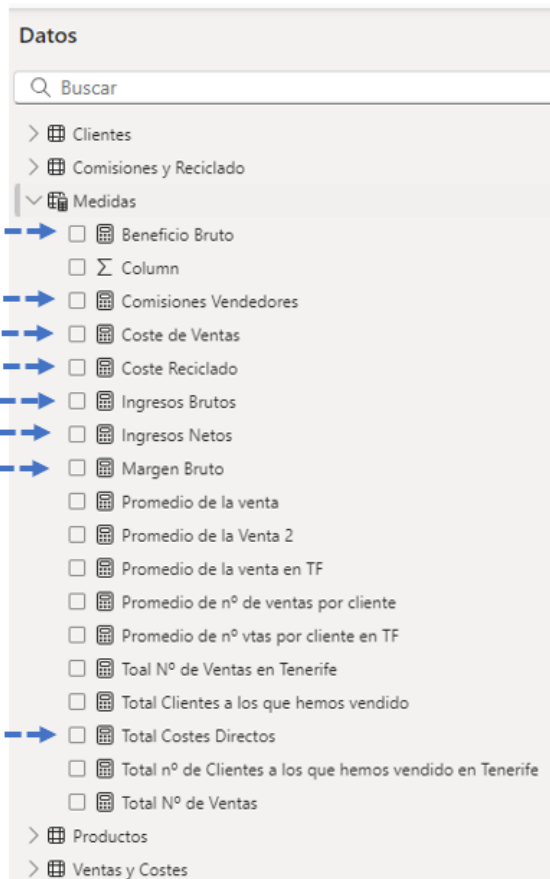 Datos
Buscar
Clientes
Comisiones y Reciclado
Medidas
Beneficio Bruto
Column
Comisiones Vendedores
Coste de Ventas
Coste Reciclado
Ingresos Brutos
Ingresos Netos
Margen Bruto
Promedio de la venta
Promedio de la Venta 2
Promedio de la venta en TF
Promedio de nº de ventas por cliente
Promedio de nº vtas por cliente en TF
Toal Nº de Ventas en Tenerife
Total Clientes a los que hemos vendido
Total Costes Directos
Total nº de Clientes a los que hemos vendido en Tenerife
Total Nº de Ventas
Productos
Ventas y Costes